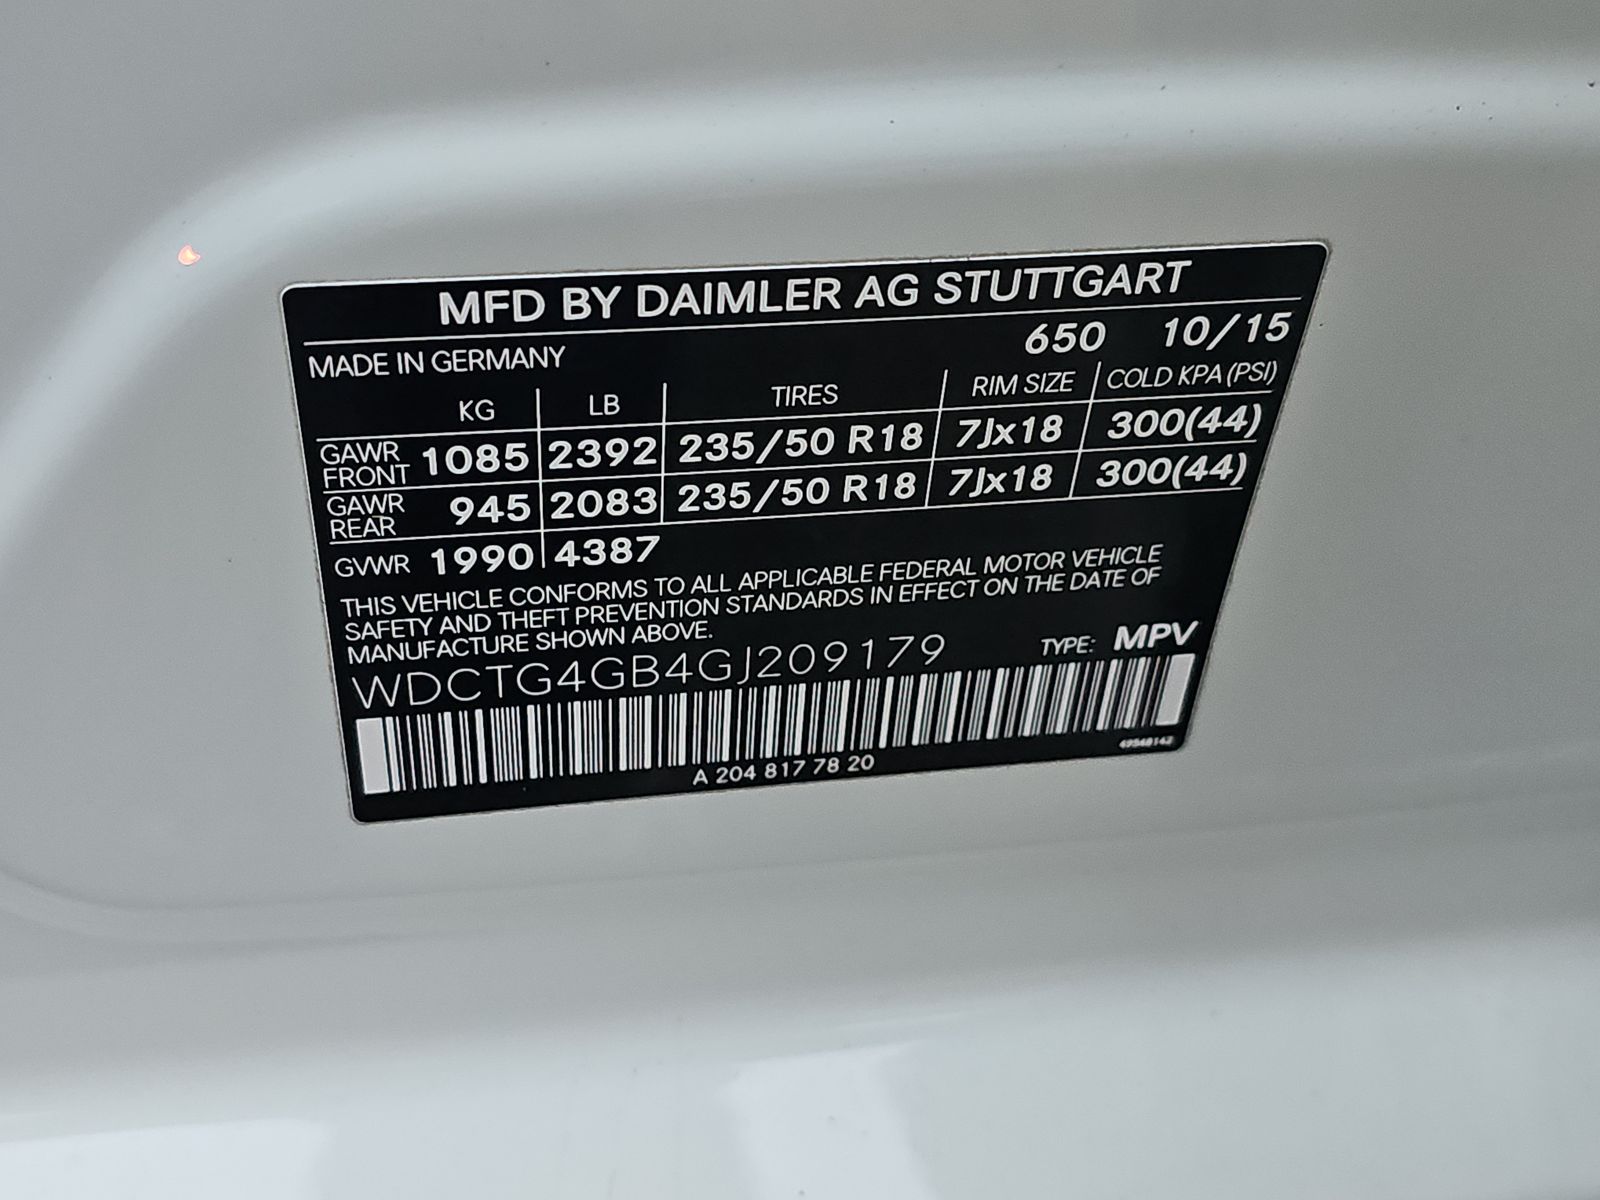 MFD BY DAIMLER AG STUTTGART
650 10/15
MADE IN GERMANY
KG LB TIRES RIM SIZE COLD KPA (PSI)
GAWR FRONT 1085 2392 235/50 R18 7Jx18 300(44)
GAWR REAR 945 2083 235/50 R18 7Jx18 300(44)
GVWR 1990 4387
THIS VEHICLE CONFORMS TO ALL APPLICABLE FEDERAL MOTOR VEHICLE
SAFETY AND THEFT PREVENTION STANDARDS IN EFFECT ON THE DATE OF
MANUFACTURE SHOWN ABOVE.
WDCTG4GB4GJ209179 TYPE: MPV
A 204 817 78 20